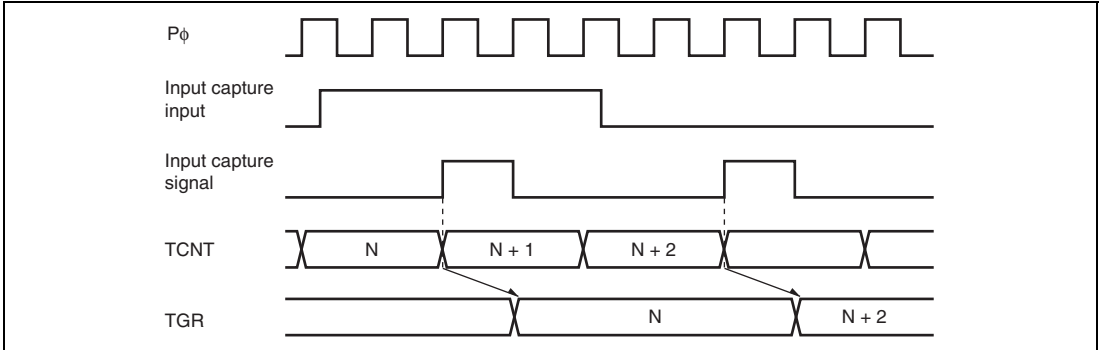 Pϕ
Input capture
input
Input capture
signal
TCNT
N
N + 1
N + 2
TGR
N
N + 2